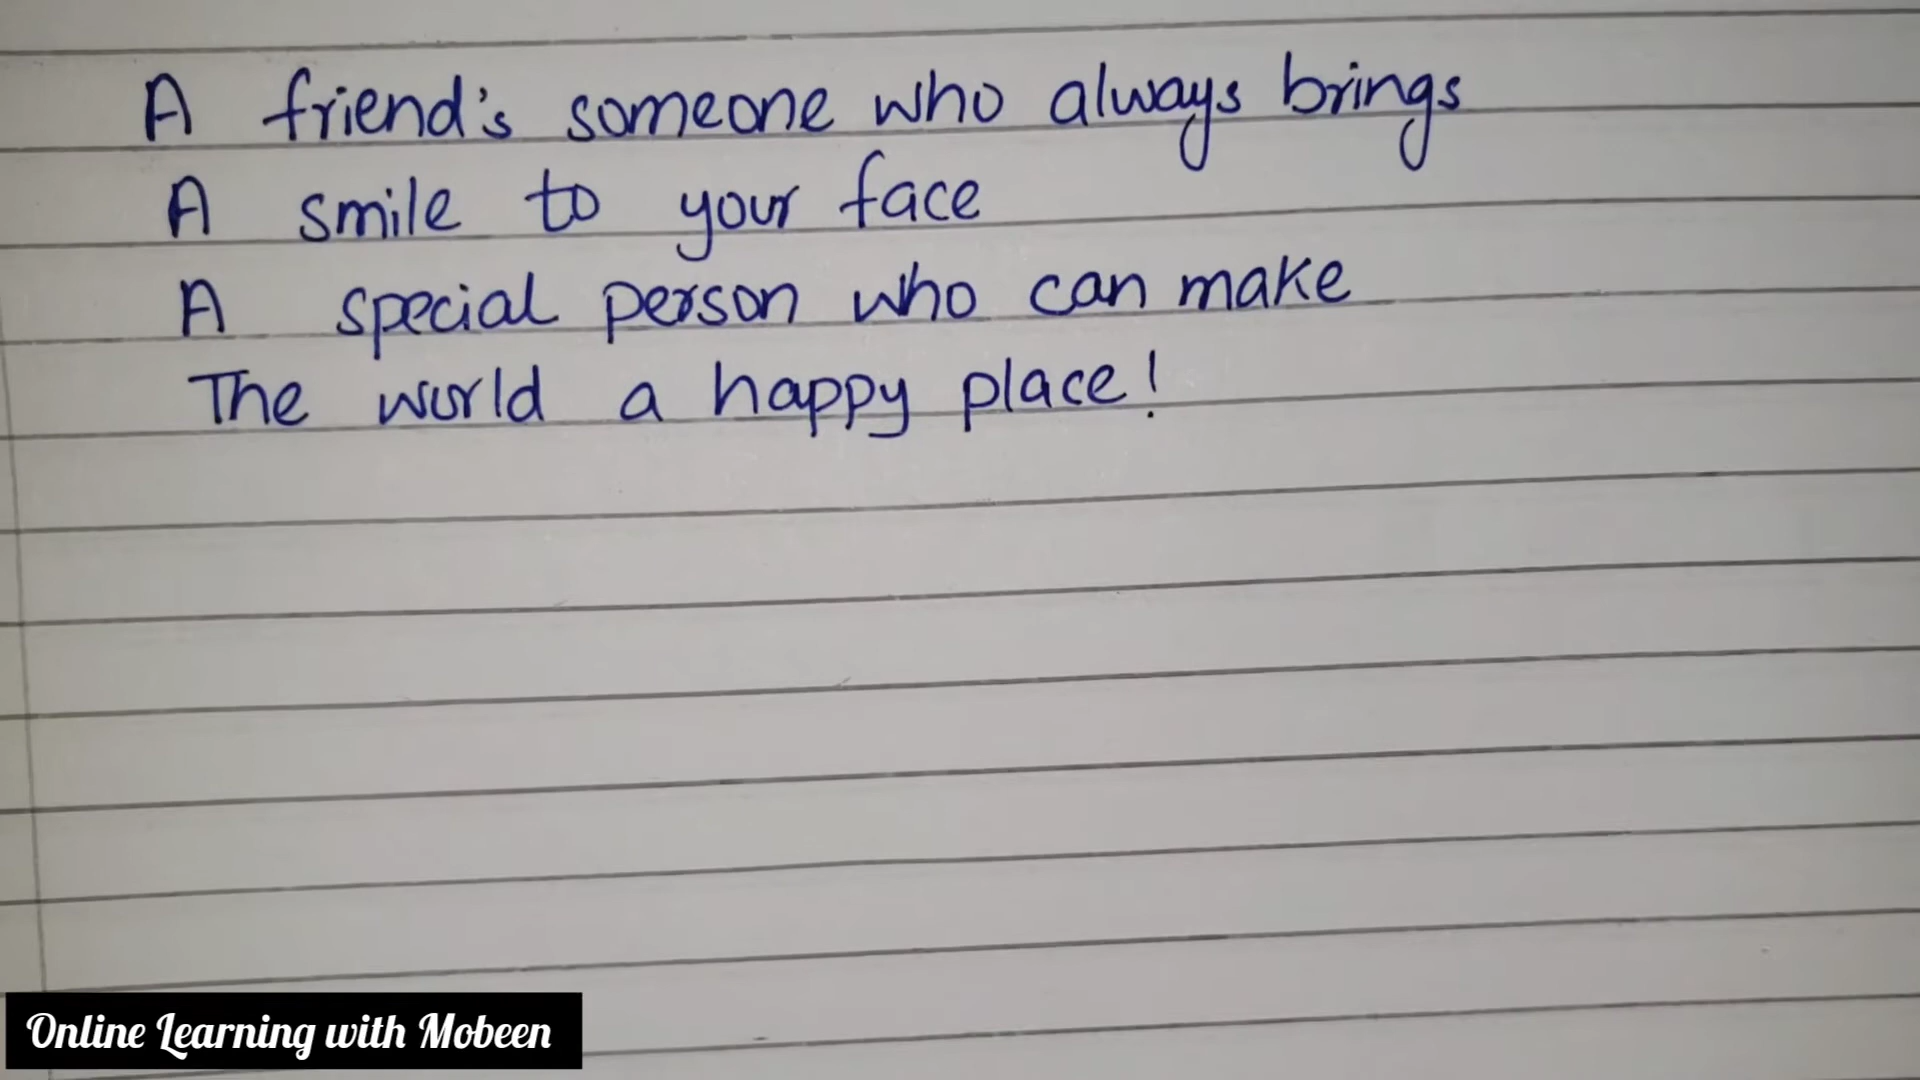 A friend's someone who always brings
A smile to your face
A special person who can make
The world a happy place!
Online Learning with Mobeen